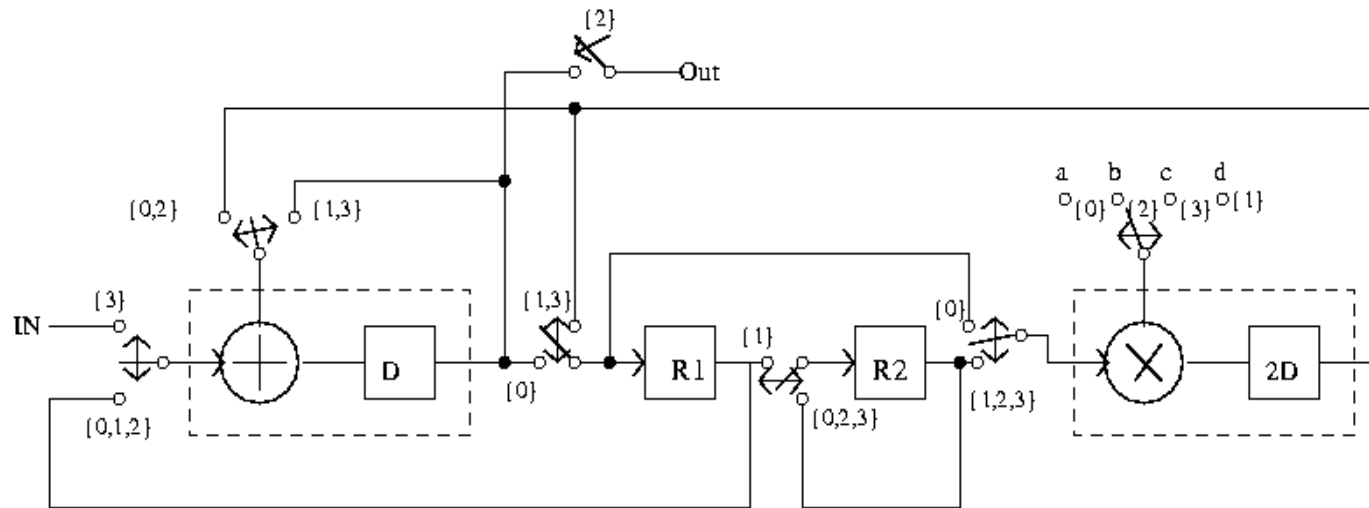 {2}
Out
a b c d
{0} {2} {3} {1}
{0,2} {1,3}
{3} {1,3} {0}
IN
{1}
D R1 R2 2D
{0} {1,2,3}
{0,1,2} {0,2,3}